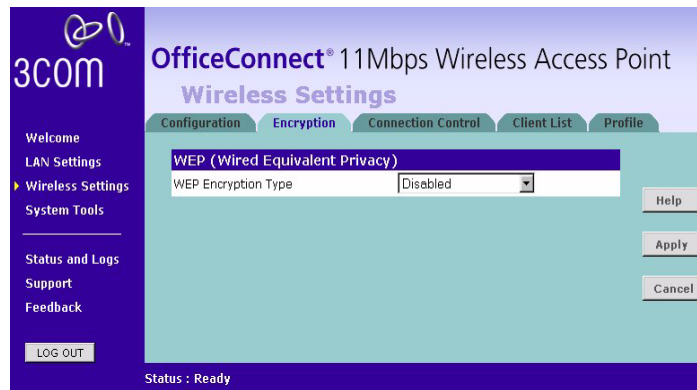 3COM
OfficeConnect® 11Mbps Wireless Access Point
Wireless Settings
Configuration Encryption Connection Control Client List Profile
Welcome
LAN Settings
Wireless Settings
System Tools
Status and Logs
Support
Feedback
LOG OUT
WEP (Wired Equivalent Privacy)
WEP Encryption Type Disabled
Help
Apply
Cancel
Status : Ready